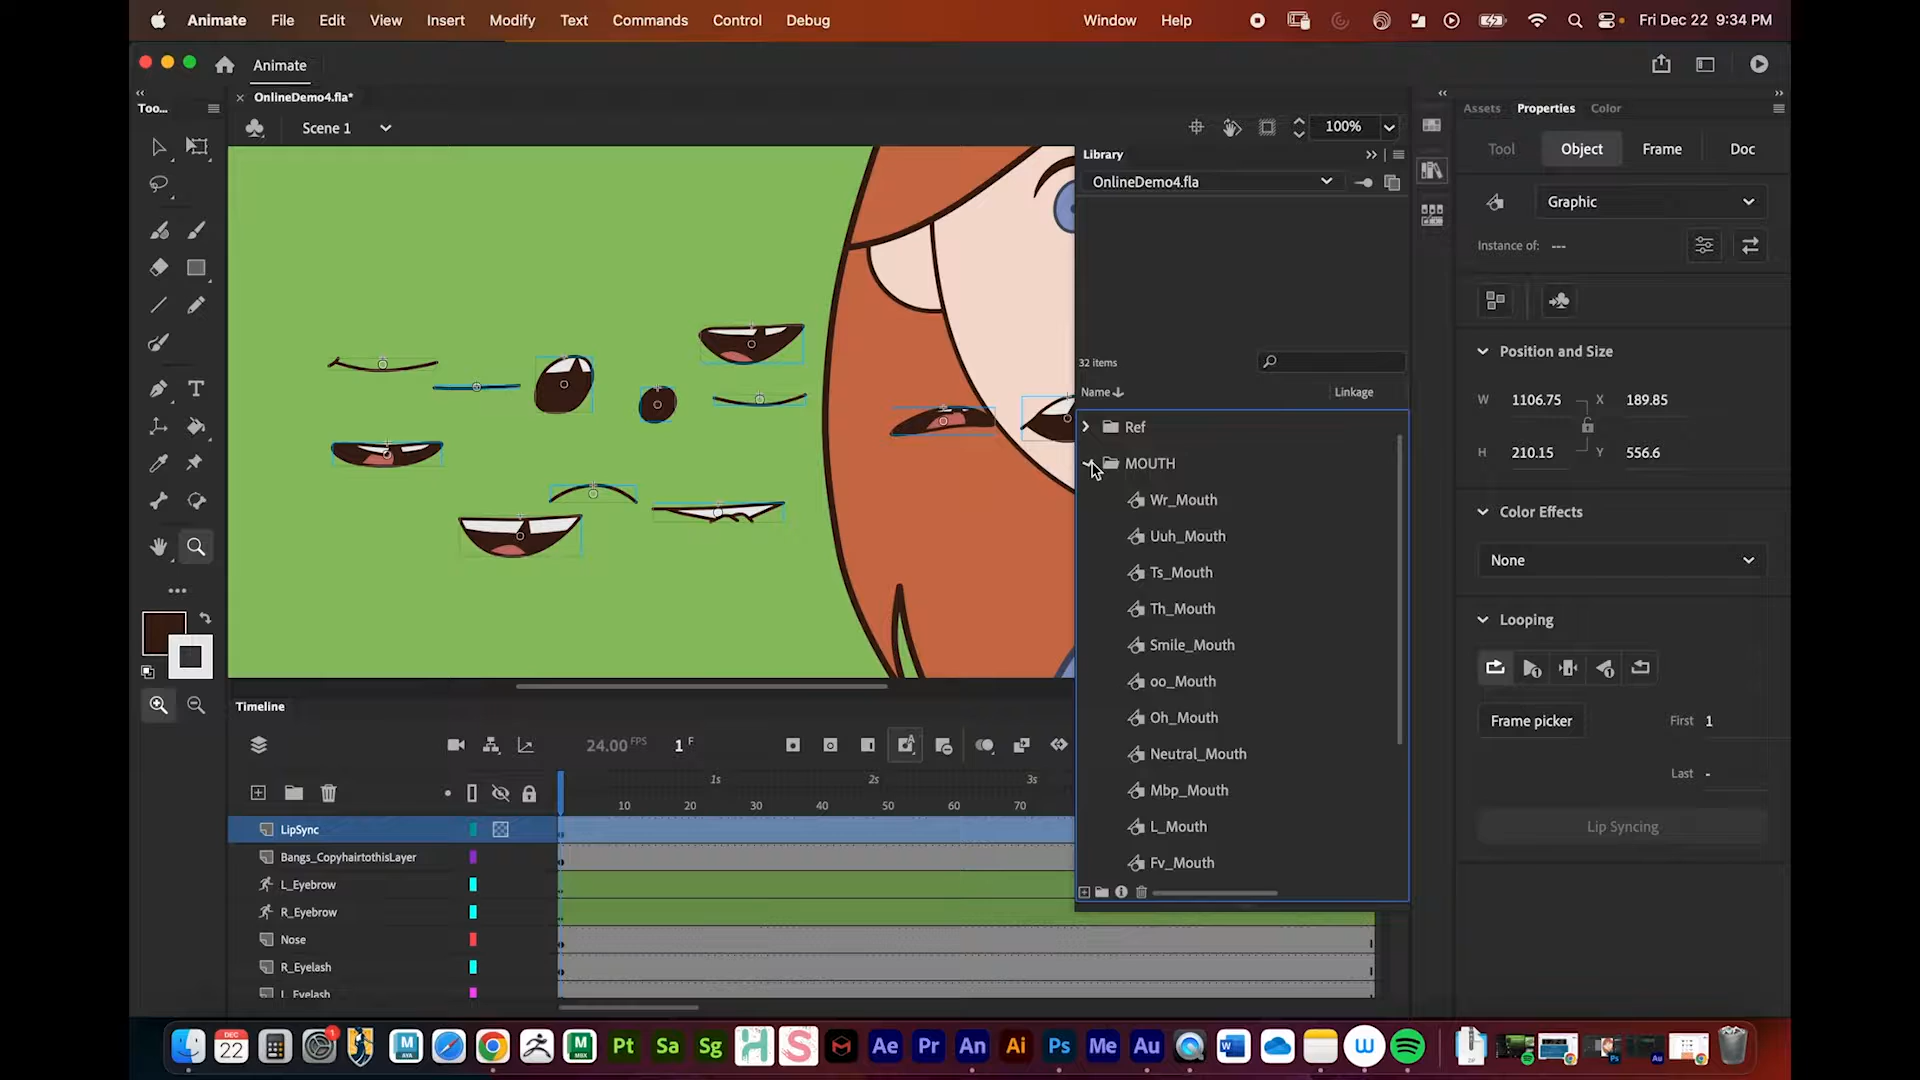 Animate File Edit View Insert Modify Text Commands Control Debug Window Help Fri Dec 22 9:34 PM
Animate
Too...
OnlineDemo4.fla*
Scene 1
100%
Library
OnlineDemo4.fla
32 items
Name Linkage
Ref
MOUTH
Wr_Mouth
Uuh_Mouth
Ts_Mouth
Th_Mouth
Smile_Mouth
oo_Mouth
Oh_Mouth
Neutral_Mouth
Mbp_Mouth
L_Mouth
Fv_Mouth
Assets Properties Color
Tool Object Frame Doc
Graphic
Instance of: ---
Position and Size
W 1106.75 X 189.85
H 210.15 Y 556.6
Color Effects
None
Looping
Frame picker First 1
Last -
Lip Syncing
T
Timeline
24.00 FPS 1 F
1s 2s 3s
10 20 30 40 50 60 70
LipSync
Bangs_CopyhairtothisLayer
L_Eyebrow
R_Eyebrow
Nose
R_Eyelash
L_Eyelash
DEC 22 1 M AYA M MSX Pt Sa Sg H S Ae Pr An Ai Ps Me Au W W